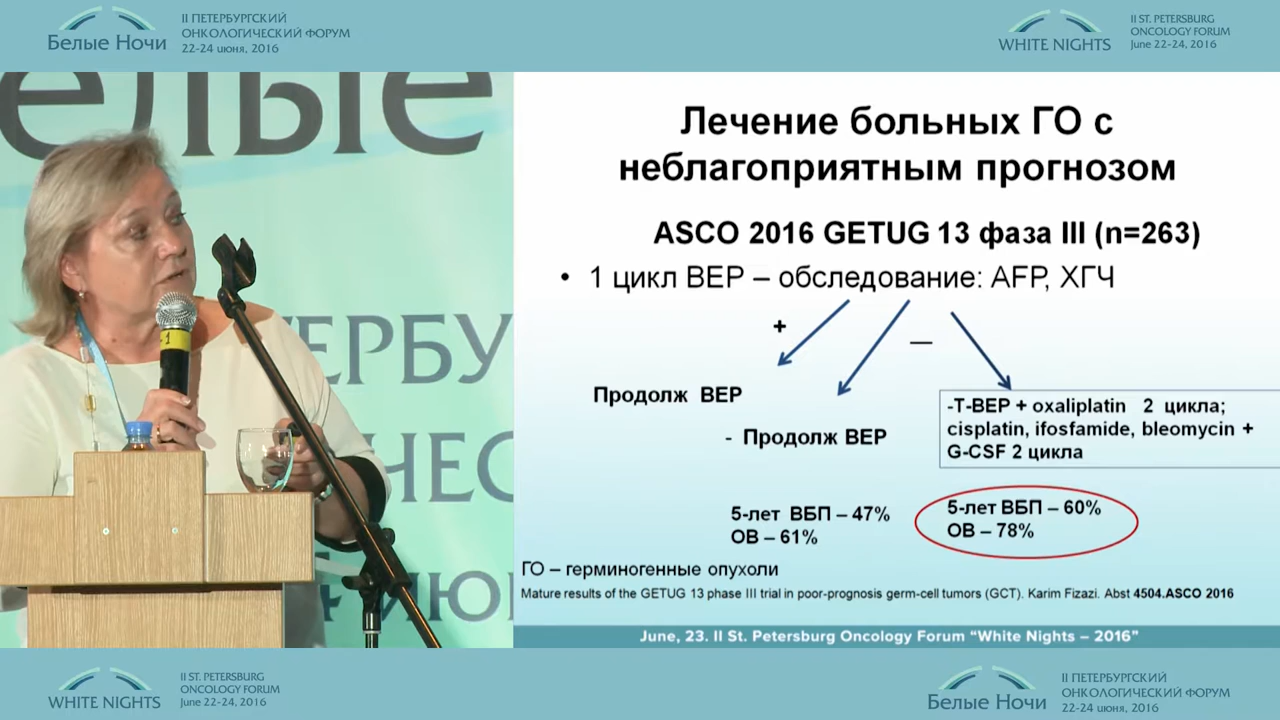 Белые Ночи
II ПЕТЕРБУРГСКИЙ
ОНКОЛОГИЧЕСКИЙ ФОРУМ
22-24 июня, 2016
WHITE NIGHTS
II ST. PETERSBURG
ONCOLOGY FORUM
June 22-24, 2016
елые
ЕРБУ
ЧЕС
ию
Лечение больных ГО с
неблагоприятным прогнозом
ASCO 2016 GETUG 13 фаза III (n=263)
• 1 цикл BEP – обследование: AFP, ХГЧ
+
—
Продолж BEP
- Продолж BEP
-T-BEP + oxaliplatin 2 цикла;
cisplatin, ifosfamide, bleomycin +
G-CSF 2 цикла
5-лет ВБП – 47%
ОВ – 61%
5-лет ВБП – 60%
ОВ – 78%
ГО – герминогенные опухоли
Mature results of the GETUG 13 phase III trial in poor-prognosis germ-cell tumors (GCT). Karim Fizazi. Abst 4504.ASCO 2016
June, 23. II St. Petersburg Oncology Forum “White Nights – 2016”
WHITE NIGHTS
II ST. PETERSBURG
ONCOLOGY FORUM
June 22-24, 2016
Белые Ночи
II ПЕТЕРБУРГСКИЙ
ОНКОЛОГИЧЕСКИЙ ФОРУМ
22-24 июня, 2016